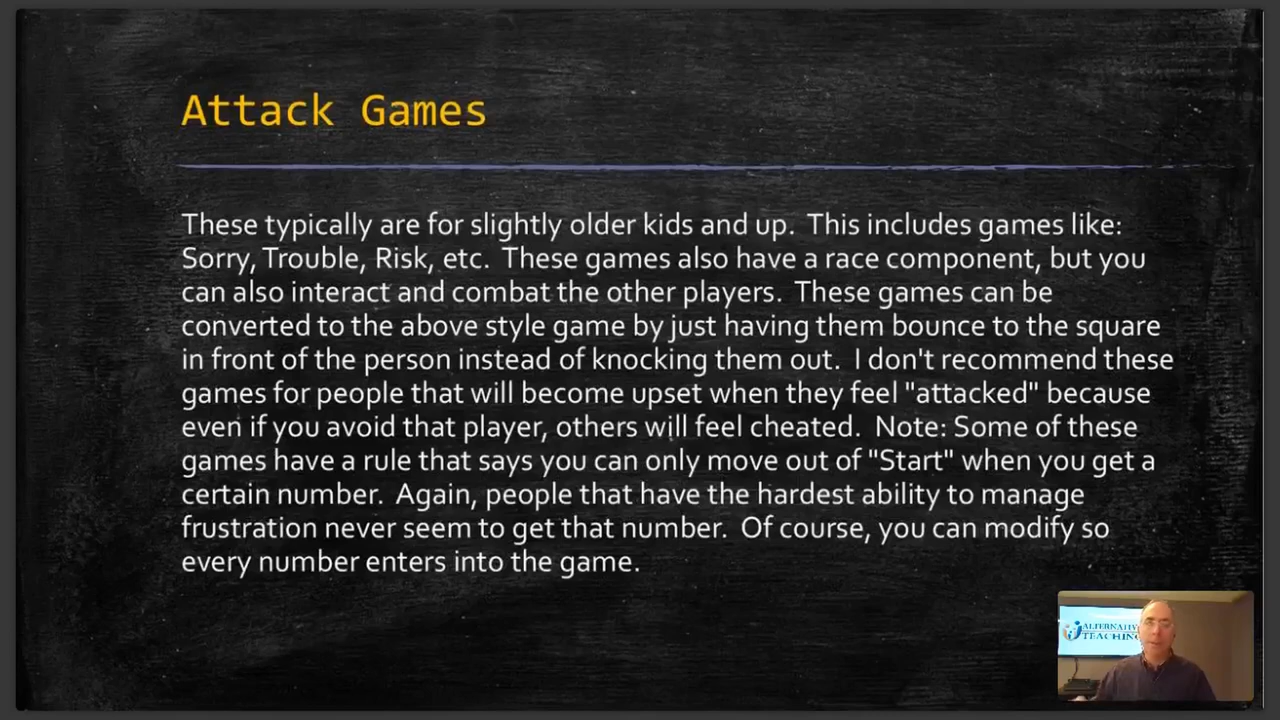 Attack Games
These typically are for slightly older kids and up.  This includes games like:
Sorry, Trouble, Risk, etc.  These games also have a race component, but you
can also interact and combat the other players.  These games can be
converted to the above style game by just having them bounce to the square
in front of the person instead of knocking them out.  I don't recommend these
games for people that will become upset when they feel "attacked" because
even if you avoid that player, others will feel cheated.  Note: Some of these
games have a rule that says you can only move out of "Start" when you get a
certain number.  Again, people that have the hardest ability to manage
frustration never seem to get that number.  Of course, you can modify so
every number enters into the game.
TEACHING